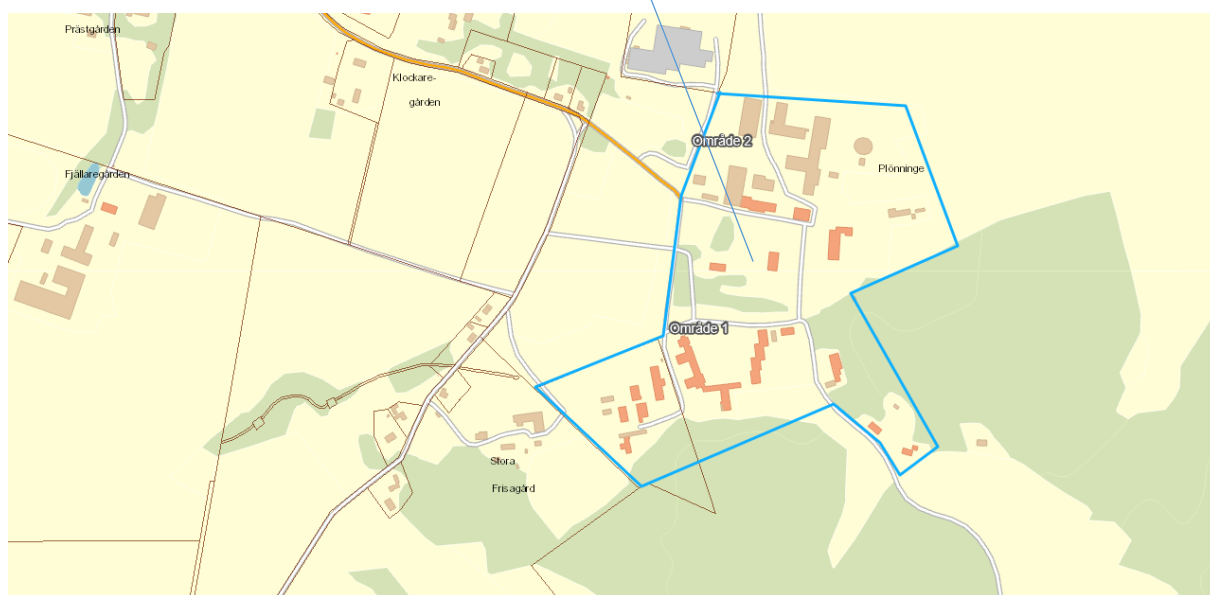 Prästgården
Klockare-
gården
Område 2
Plönninge
Fjällaregården
Område 1
Stora
Frisagård